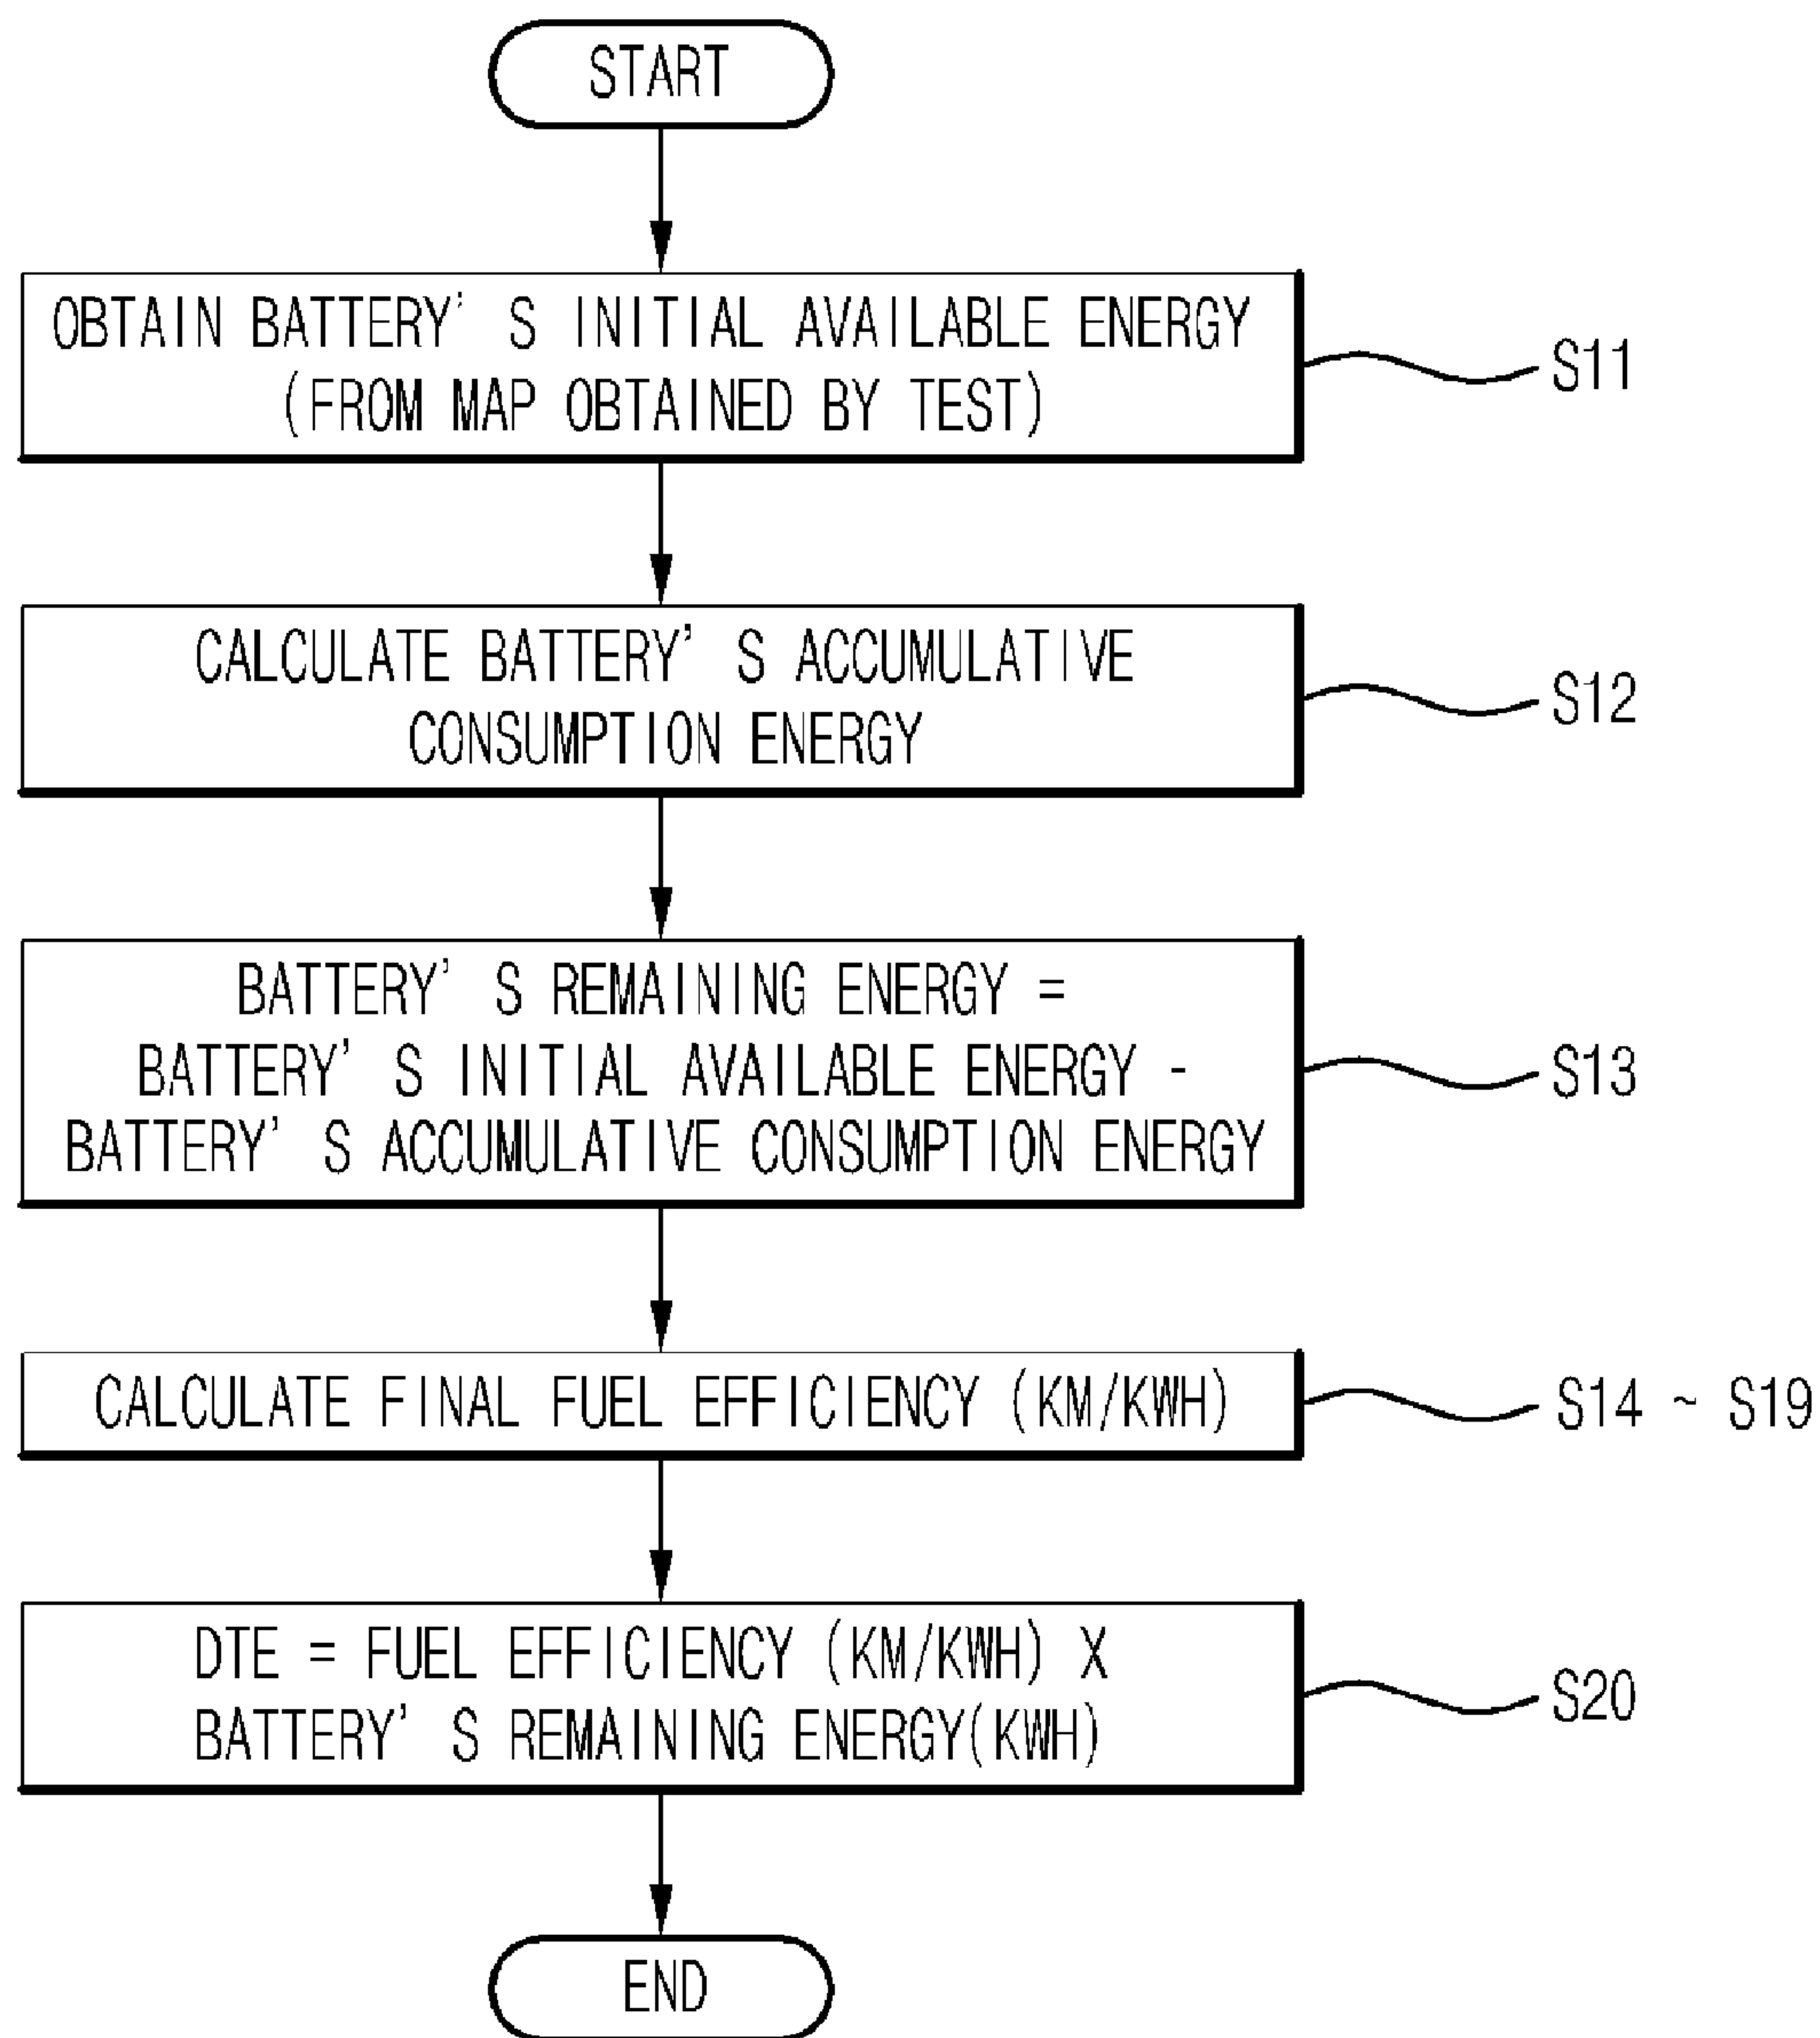 START
OBTAIN BATTERY'S INITIAL AVAILABLE ENERGY
(FROM MAP OBTAINED BY TEST)
S11
CALCULATE BATTERY'S ACCUMULATIVE
CONSUMPTION ENERGY
S12
BATTERY'S REMAINING ENERGY =
BATTERY'S INITIAL AVAILABLE ENERGY -
BATTERY'S ACCUMULATIVE CONSUMPTION ENERGY
S13
CALCULATE FINAL FUEL EFFICIENCY (KM/KWH)
S14 ~ S19
DTE = FUEL EFFICIENCY (KM/KWH) X
BATTERY'S REMAINING ENERGY(KWH)
S20
END